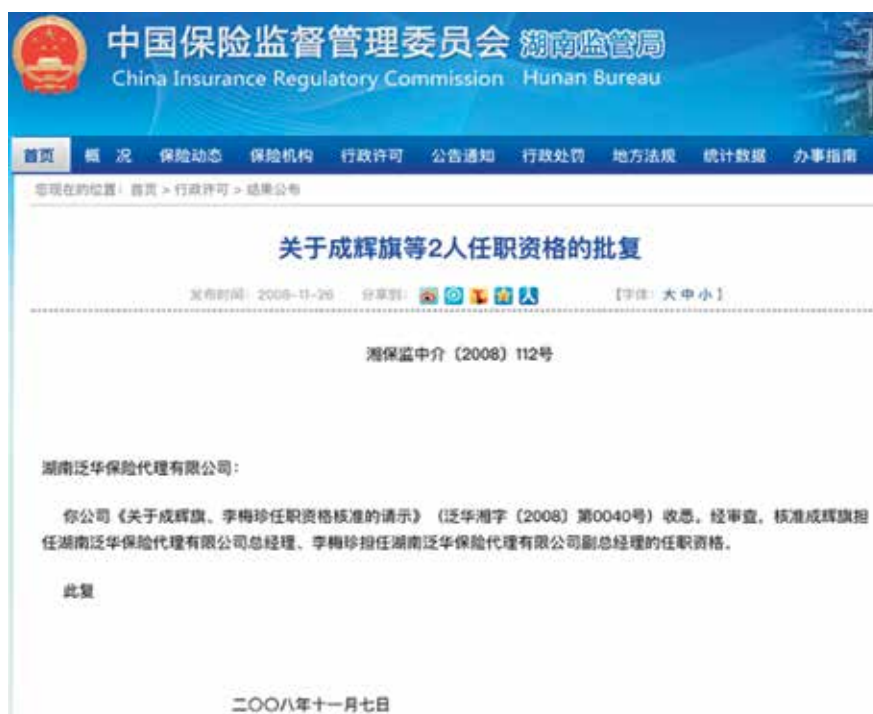 中国保险监督管理委员会 湖南监管局
China Insurance Regulatory Commission Hunan Bureau
首页 概 况 保险动态 保险机构 行政许可 公告通知 行政处罚 地方法规 统计数据 办事指南
您现在的位置：首页 > 行政许可 > 结果公布
关于成辉旗等2人任职资格的批复
发布时间：2008-11-26 分享到： 【字体：大 中 小】
湘保监中介〔2008〕112号
湖南泛华保险代理有限公司：
你公司《关于成辉旗、李梅珍任职资格核准的请示》（泛华湘字〔2008〕第0040号）收悉。经审查，核准成辉旗担
任湖南泛华保险代理有限公司总经理、李梅珍担任湖南泛华保险代理有限公司副总经理的任职资格。
此复
二〇〇八年十一月七日